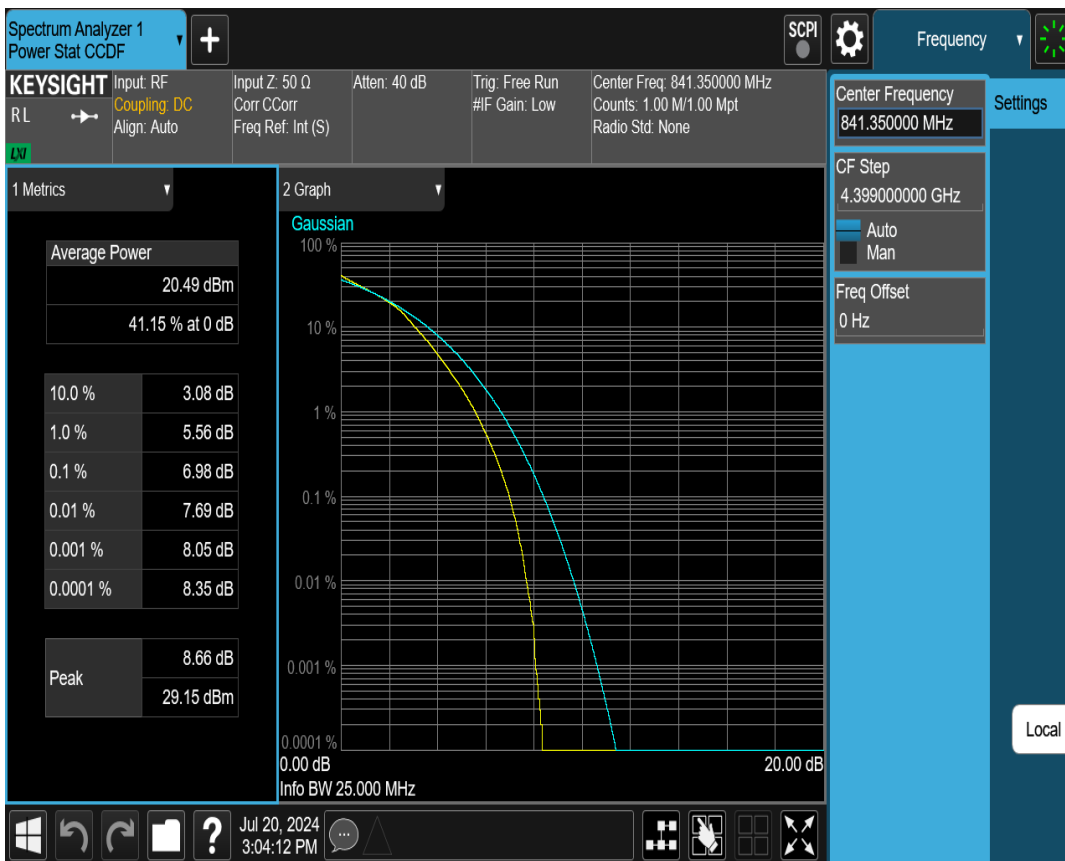 Spectrum Analyzer 1
Power Stat CCDF
+
SCPI
Frequency
KEYSIGHT
RL
LXI
Input: RF
Coupling: DC
Align: Auto
Input Z: 50 Ω
Corr CCorr
Freq Ref: Int (S)
Atten: 40 dB
Trig: Free Run
#IF Gain: Low
Center Freq: 841.350000 MHz
Counts: 1.00 M/1.00 Mpt
Radio Std: None
Center Frequency
841.350000 MHz
Settings
CF Step
4.399000000 GHz
Auto
Man
Freq Offset
0 Hz
1 Metrics
Average Power
20.49 dBm
41.15 % at 0 dB
10.0 % 3.08 dB
1.0 % 5.56 dB
0.1 % 6.98 dB
0.01 % 7.69 dB
0.001 % 8.05 dB
0.0001 % 8.35 dB
Peak
8.66 dB
29.15 dBm
2 Graph
Gaussian
100 %
10 %
1 %
0.1 %
0.01 %
0.001 %
0.0001 %
0.00 dB 20.00 dB
Info BW 25.000 MHz
Local
?
Jul 20, 2024
3:04:12 PM